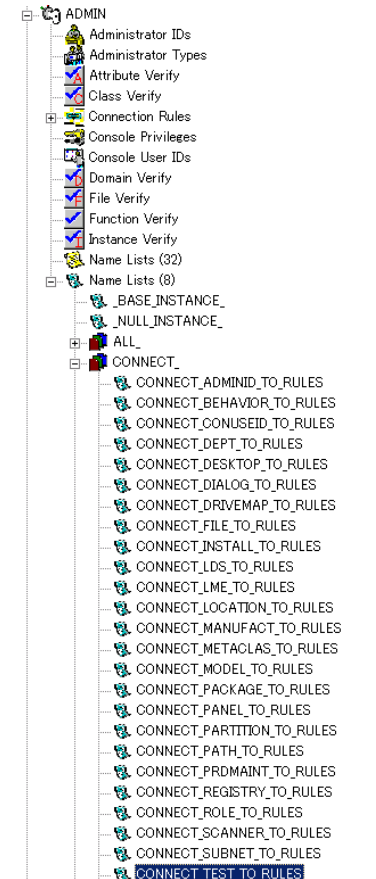 ADMIN
Administrator IDs
Administrator Types
Attribute Verify
Class Verify
Connection Rules
Console Privileges
Console User IDs
Domain Verify
File Verify
Function Verify
Instance Verify
Name Lists (32)
Name Lists (8)
_BASE_INSTANCE_
_NULL_INSTANCE_
ALL_
CONNECT_
CONNECT_ADMINID_TO_RULES
CONNECT_BEHAVIOR_TO_RULES
CONNECT_CONUSEID_TO_RULES
CONNECT_DEPT_TO_RULES
CONNECT_DESKTOP_TO_RULES
CONNECT_DIALOG_TO_RULES
CONNECT_DRIVEMAP_TO_RULES
CONNECT_FILE_TO_RULES
CONNECT_INSTALL_TO_RULES
CONNECT_LDS_TO_RULES
CONNECT_LME_TO_RULES
CONNECT_LOCATION_TO_RULES
CONNECT_MANUFACT_TO_RULES
CONNECT_METACLAS_TO_RULES
CONNECT_MODEL_TO_RULES
CONNECT_PACKAGE_TO_RULES
CONNECT_PANEL_TO_RULES
CONNECT_PARTITION_TO_RULES
CONNECT_PATH_TO_RULES
CONNECT_PRDMAINT_TO_RULES
CONNECT_REGISTRY_TO_RULES
CONNECT_ROLE_TO_RULES
CONNECT_SCANNER_TO_RULES
CONNECT_SUBNET_TO_RULES
CONNECT_TEST_TO_RULES